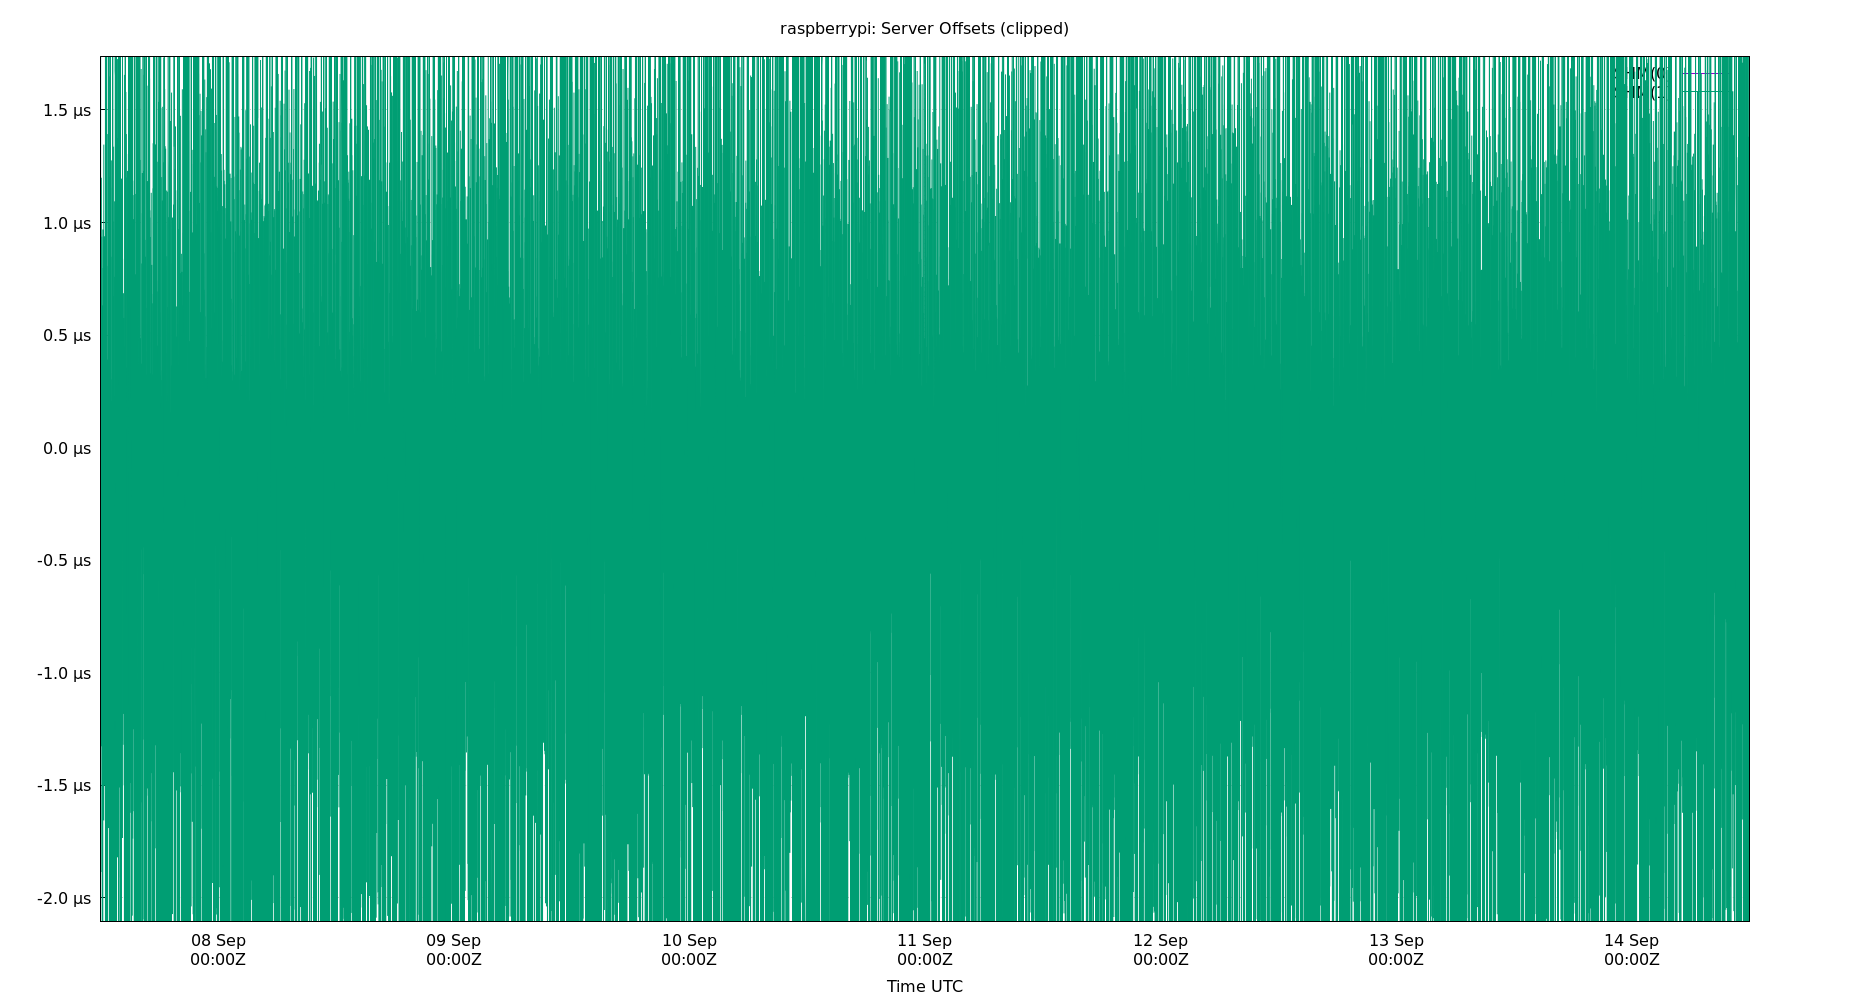 raspberrypi: Server Offsets (clipped)
1.5 µs
1.0 µs
0.5 µs
0.0 µs
-0.5 µs
-1.0 µs
-1.5 µs
-2.0 µs
08 Sep 09 Sep 10 Sep 11 Sep 12 Sep 13 Sep 14 Sep
00:00Z 00:00Z 00:00Z 00:00Z 00:00Z 00:00Z 00:00Z
Time UTC